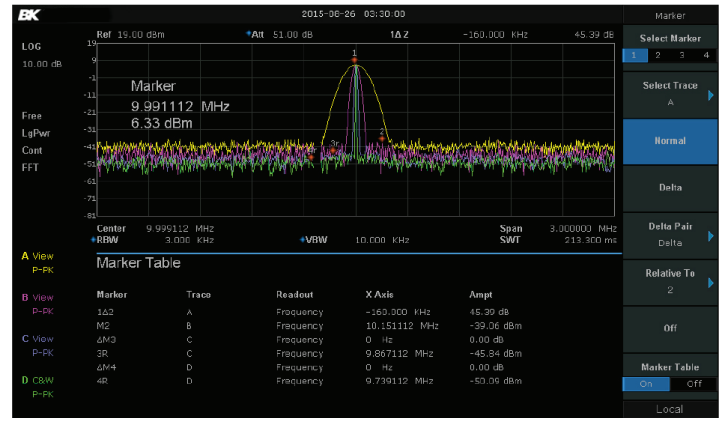 BK 2015-08-26 03:30:00 Marker
Ref 19.00 dBm *Att 51.00 dB 1Δ2 -160.000 KHz 45.39 dB
LOG
10.00 dB
Free
LgPwr
Cont
FFT
19
9
-1
-11
-31
-51
-61
-71
-81
1
2
3r
Marker
9.991112 MHz
6.33 dBm
Center 9.999112 MHz Span 3.000000 MHz
*RBW 3.000 KHz *VBW 10.000 KHz SWT 213.300 ms
A View
P-PK
B View
P-PK
C View
P-PK
D C&W
P-PK
Marker Table
Marker Trace Readout X Axis Ampt
1Δ2 A Frequency -160.000 KHz 45.39 dB
M2 B Frequency 10.151112 MHz -39.06 dBm
ΔM3 C Frequency 0 Hz 0.00 dB
3R C Frequency 9.867112 MHz -45.84 dBm
ΔM4 D Frequency 0 Hz 0.00 dB
4R D Frequency 9.739112 MHz -50.09 dBm
Select Marker
1 2 3 4
Select Trace
A
Normal
Delta
Delta Pair
Delta
Relative To
2
Off
Marker Table
On Off
Local